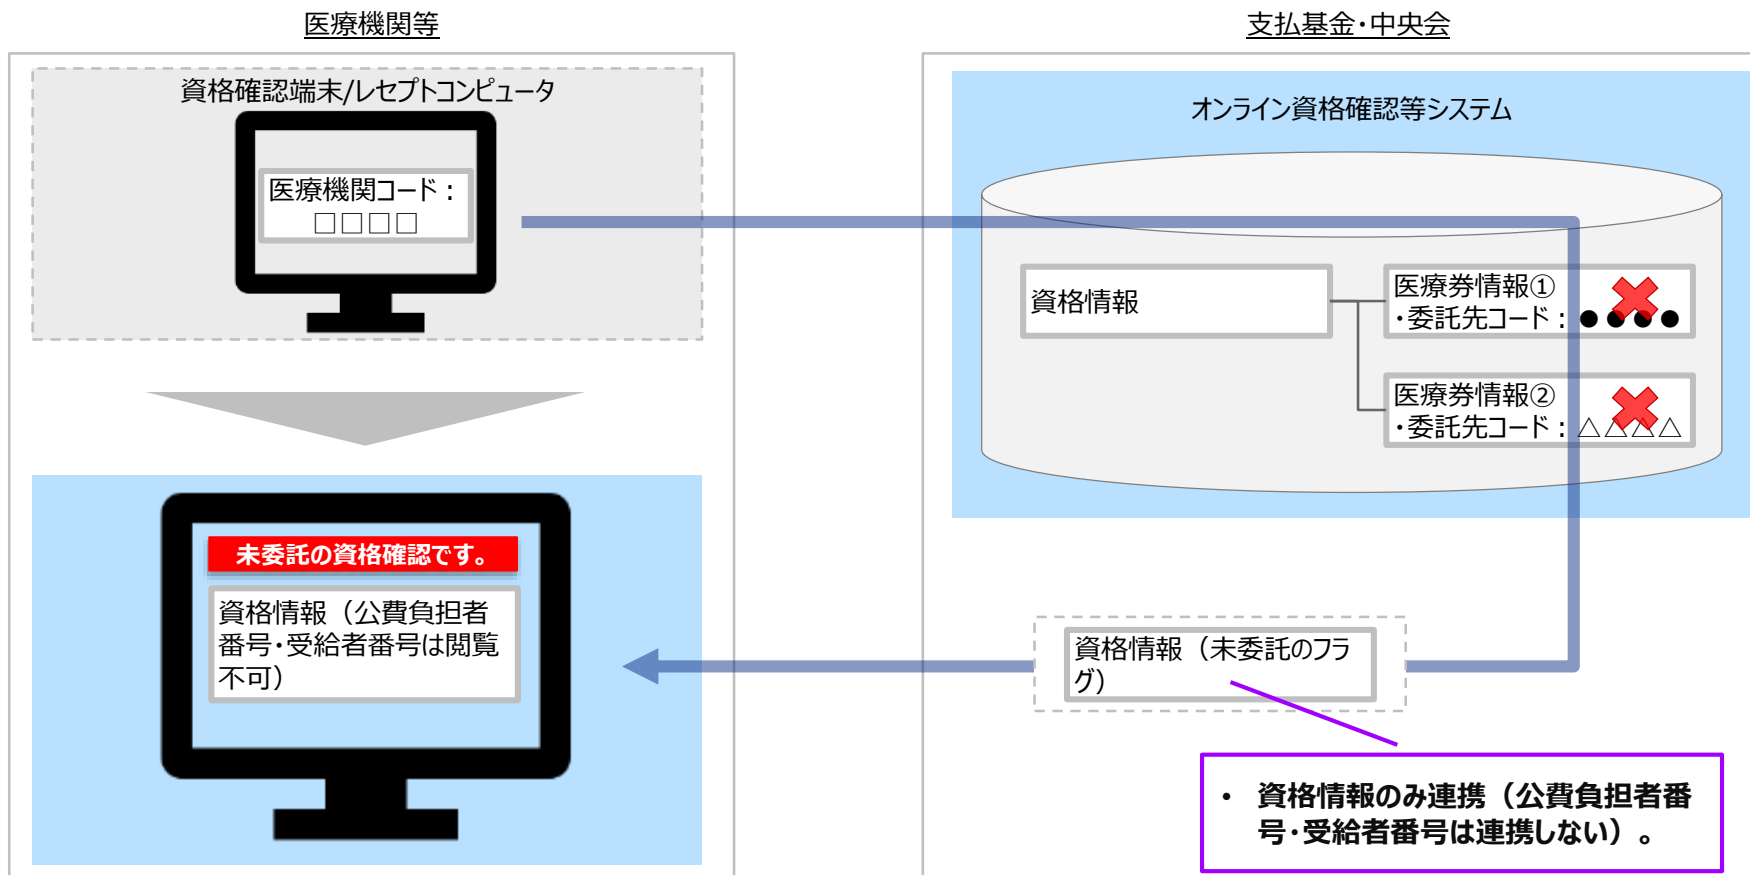 医療機関等
支払基金･中央会
資格確認端末/レセプトコンピュータ
医療機関コード：
□□□□
オンライン資格確認等システム
資格情報
医療券情報①
･委託先コード：●●●●
医療券情報②
･委託先コード：△△△△
未委託の資格確認です。
資格情報（公費負担者
番号･受給者番号は閲覧
不可）
資格情報（未委託のフラ
グ）
• 資格情報のみ連携（公費負担者番
号･受給者番号は連携しない）。